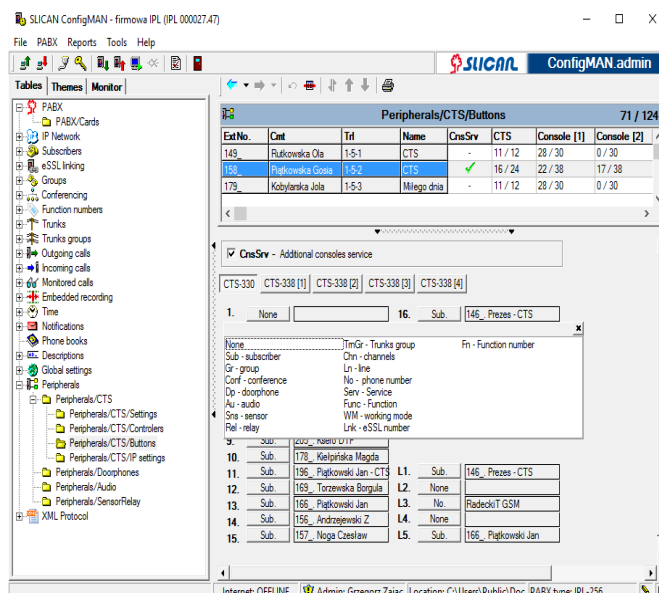 SLICAN ConfigMAN - firmowa IPL (IPL 000027.47)
File PABX Reports Tools Help
SLICAN ConfigMAN.admin
Tables Themes Monitor
PABX
PABX/Cards
IP Network
Subscribers
eSSL linking
Groups
Conferencing
Function numbers
Trunks
Trunks groups
Outgoing calls
Incoming calls
Monitored calls
Embedded recording
Time
Notifications
Phone books
Descriptions
Global settings
Peripherals
Peripherals/CTS
Peripherals/CTS/Settings
Peripherals/CTS/Controlers
Peripherals/CTS/Buttons
Peripherals/CTS/IP settings
Peripherals/Doorphones
Peripherals/Audio
Peripherals/SensorRelay
XML Protocol
Peripherals/CTS/Buttons 71 / 124
Ext No. Cmt Trl Name CnsSrv CTS Console [1] Console [2]
149_ Rutkowska Ola 1-5-1 CTS - 11 / 12 28 / 30 0 / 30
158_ Piątkowska Gosia 1-5-2 CTS 16 / 24 22 / 38 17 / 38
179_ Kobylarska Jola 1-5-3 Miłego dnia - 11 / 12 28 / 30 0 / 30
CnsSrv - Additional consoles service
CTS-330 CTS-338 [1] CTS-338 [2] CTS-338 [3] CTS-338 [4]
1. None 16. Sub. 146_. Prezes - CTS
x
None TmGr - Trunks group Fn - Function number
Sub - subscriber Chn - channels
Gr - group Ln - line
Conf - conference No - phone number
Dp - doorphone Serv - Service
Au - audio Func - Function
Sns - sensor WM - working mode
Rel - relay Lnk - eSSL number
9. Sub. 205_. Ksero DTP
10. Sub. 178_. Kiełpińska Magda
11. Sub. 196_. Piątkowski Jan - CTS L1. Sub. 146_. Prezes - CTS
12. Sub. 169_. Torzewska Borgula L2. None
13. Sub. 166_. Piątkowski Jan L3. No. RadeckiT GSM
14. Sub. 156_. Andrzejewski Z L4. None
15. Sub. 157_. Noga Czesław L5. Sub. 166_. Piątkowski Jan
Internet: OFFLINE Admin: Grzegorz Zając Location: C:\Users\Public\Doc PABX type: IPL-256